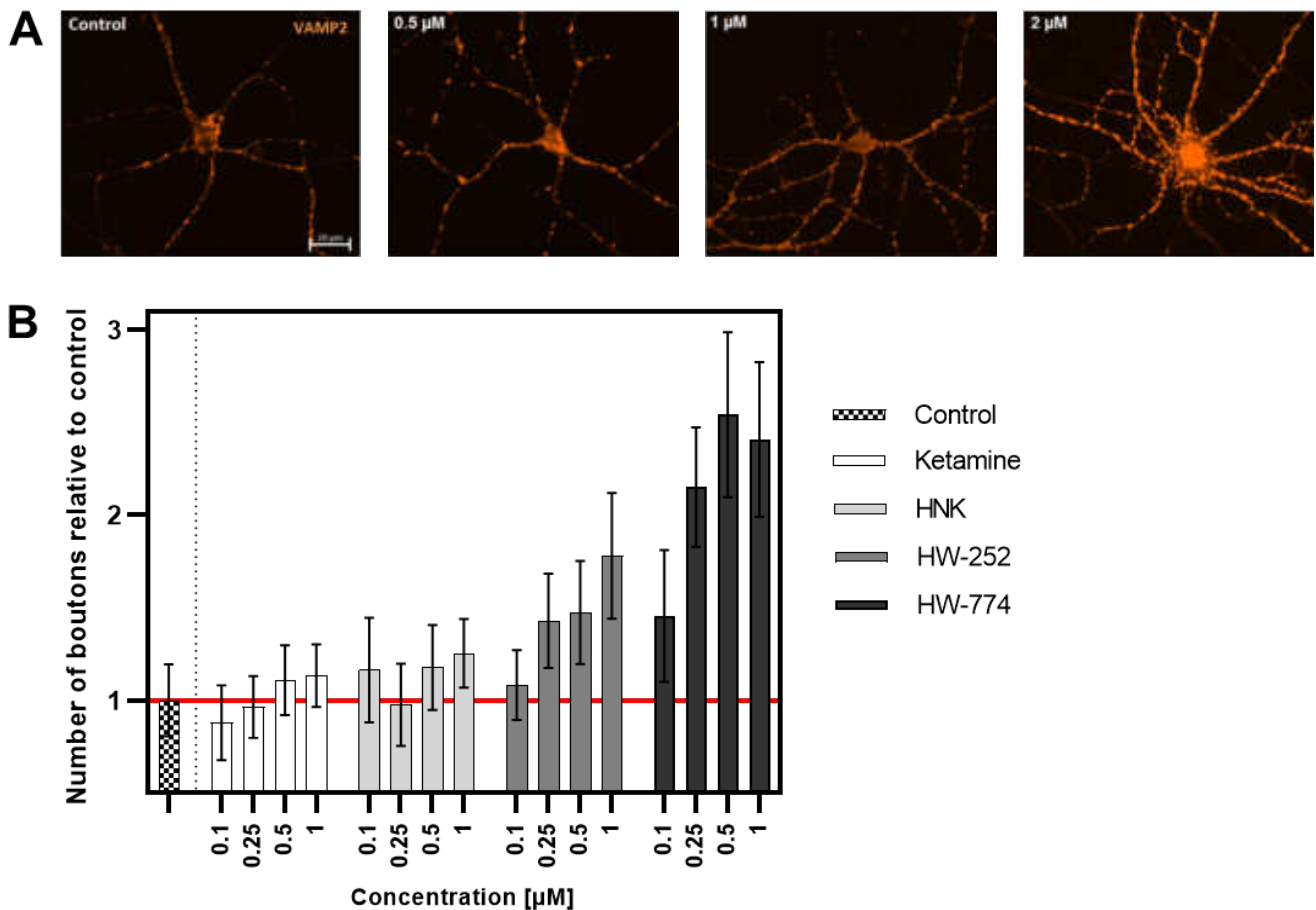 A
Control
VAMP2
20 µm
0.5 µM
1 µM
2 µM
B
Number of boutons relative to control
3
2
1
0.1
0.25
0.5
1
0.1
0.25
0.5
1
0.1
0.25
0.5
1
0.1
0.25
0.5
1
Concentration [µM]
Control
Ketamine
HNK
HW-252
HW-774